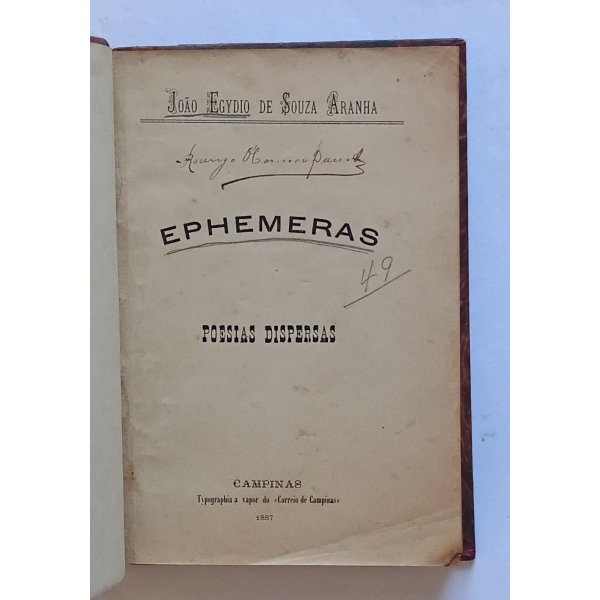 JOÃO EGYDIO DE SOUZA ARANHA
EPHEMERAS
49
POESIAS DISPERSAS
CAMPINAS
Typographia a vapor do «Correio de Campinas»
1887